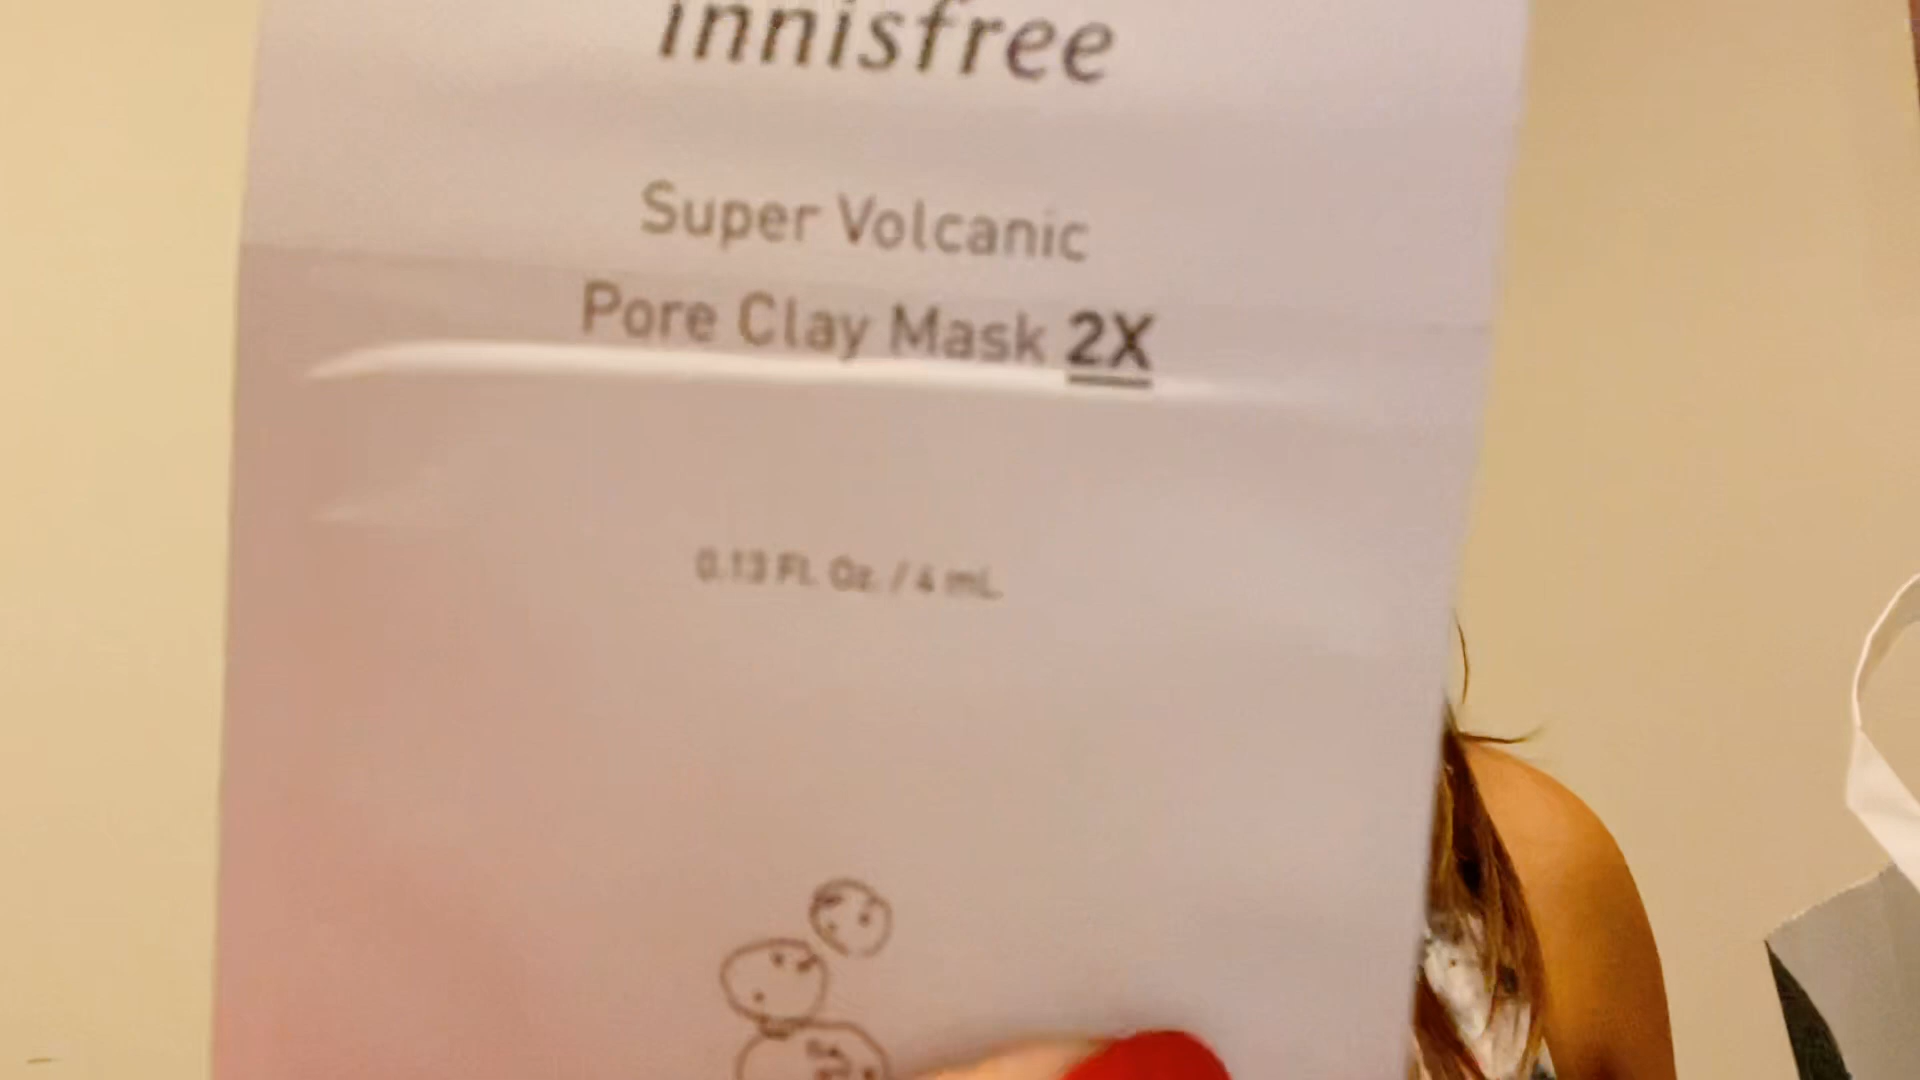 innisfree
Super Volcanic
Pore Clay Mask 2X
0.13 Fl. Oz. / 4 mL